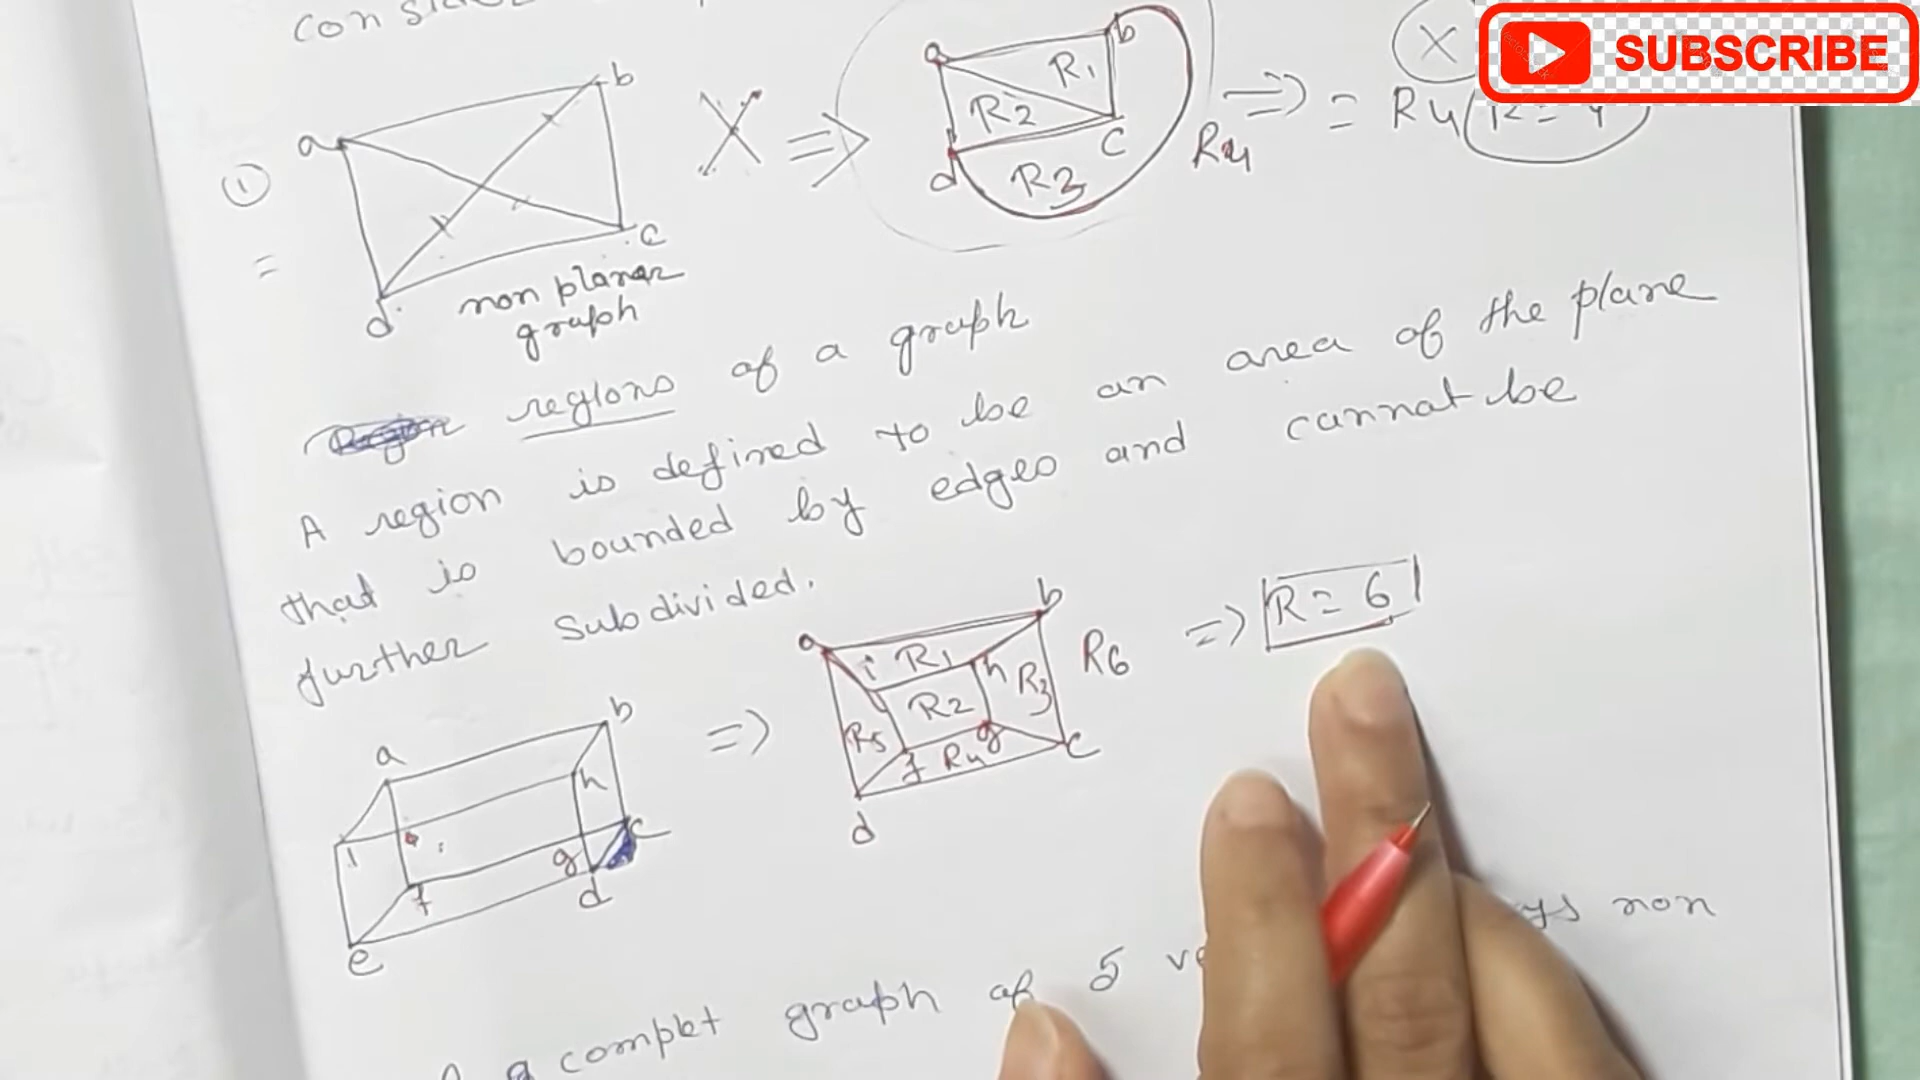 SUBSCRIBE
①
=
a
b
c
d
X
=>
a
b
c
d
R1
R2
R3
R4
=> = R4
X
R = 4
non planar
graph
regions of a graph
A region is defined to be an area of the plane
that is bounded by edges and cannat be
further subdivided.
a
b
h
i
c
g
d
f
e
=>
a
b
i
h
g
f
c
d
R1
R2
R3
R4
R5
R6
=> R = 6
a complet graph of 5
non